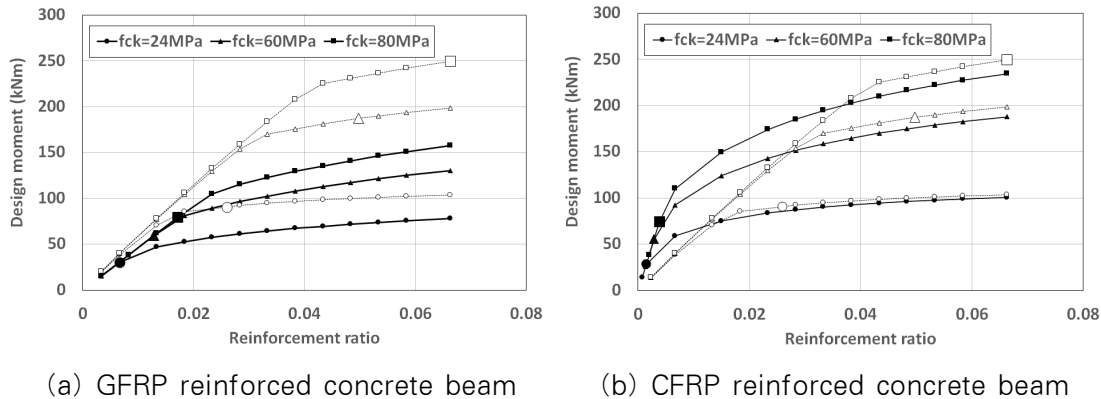 300
250
200
150
100
50
0
Design moment (kNm)
fck=24MPa fck=60MPa fck=80MPa
0 0.02 0.04 0.06 0.08
Reinforcement ratio
(a) GFRP reinforced concrete beam
300
250
200
150
100
50
0
Design moment (kNm)
fck=24MPa fck=60MPa fck=80MPa
0 0.02 0.04 0.06 0.08
Reinforcement ratio
(b) CFRP reinforced concrete beam